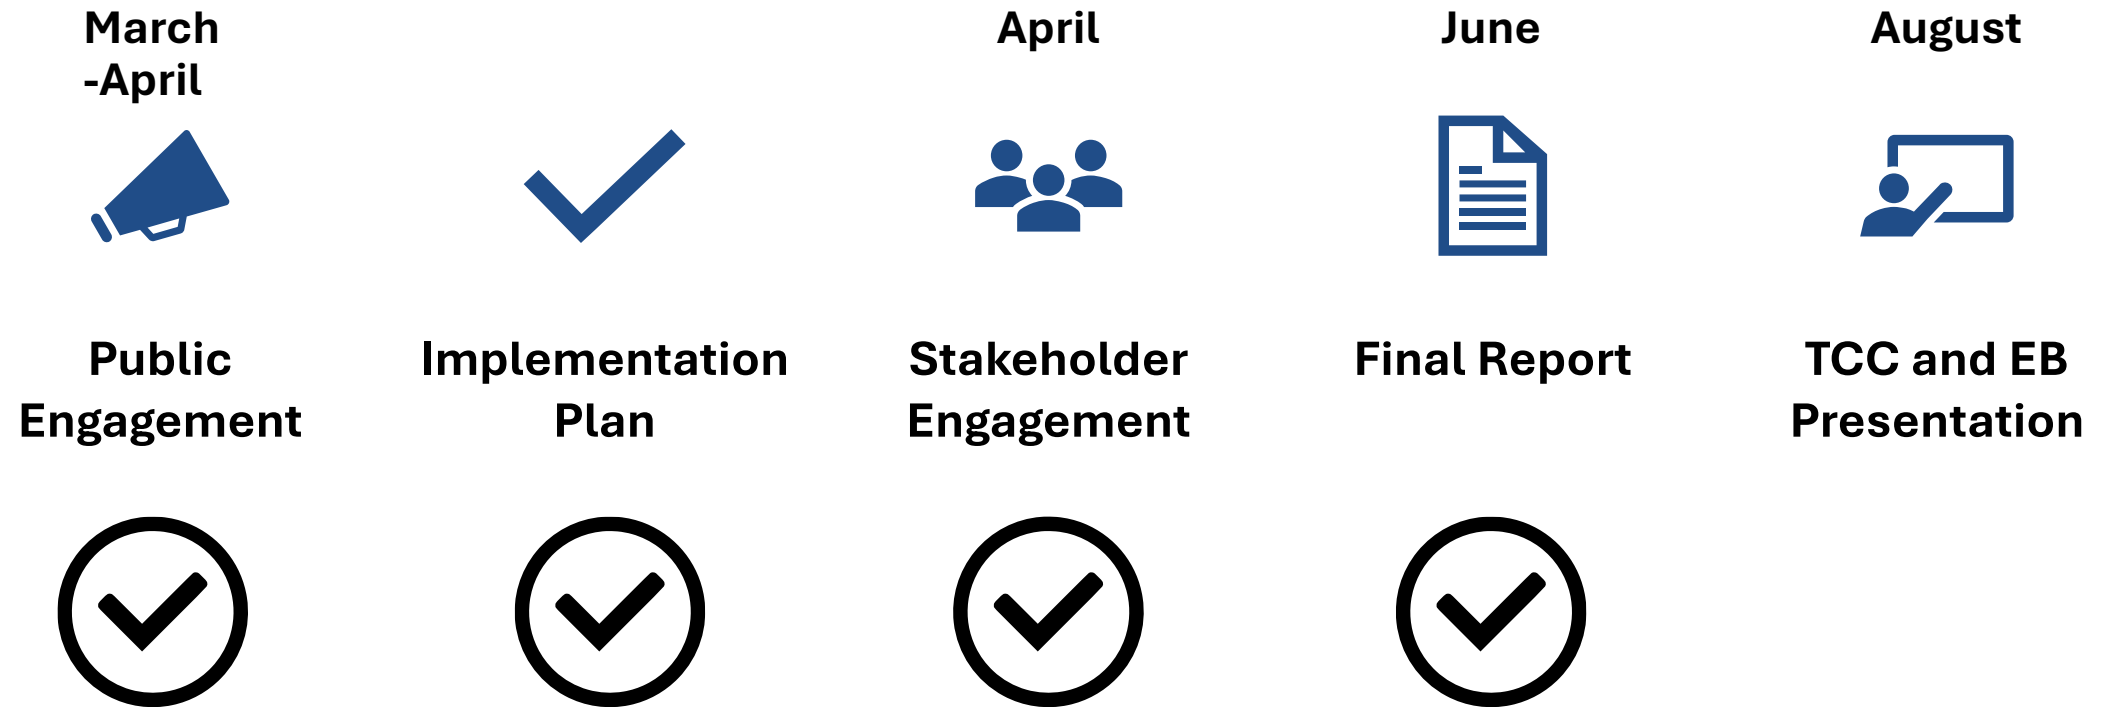 March
-April
April
June
August
Public
Engagement
Implementation
Plan
Stakeholder
Engagement
Final Report
TCC and EB
Presentation